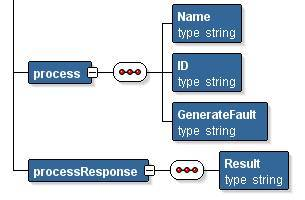 Name
type string
process
ID
type string
GenerateFault
type string
processResponse
Result
type string